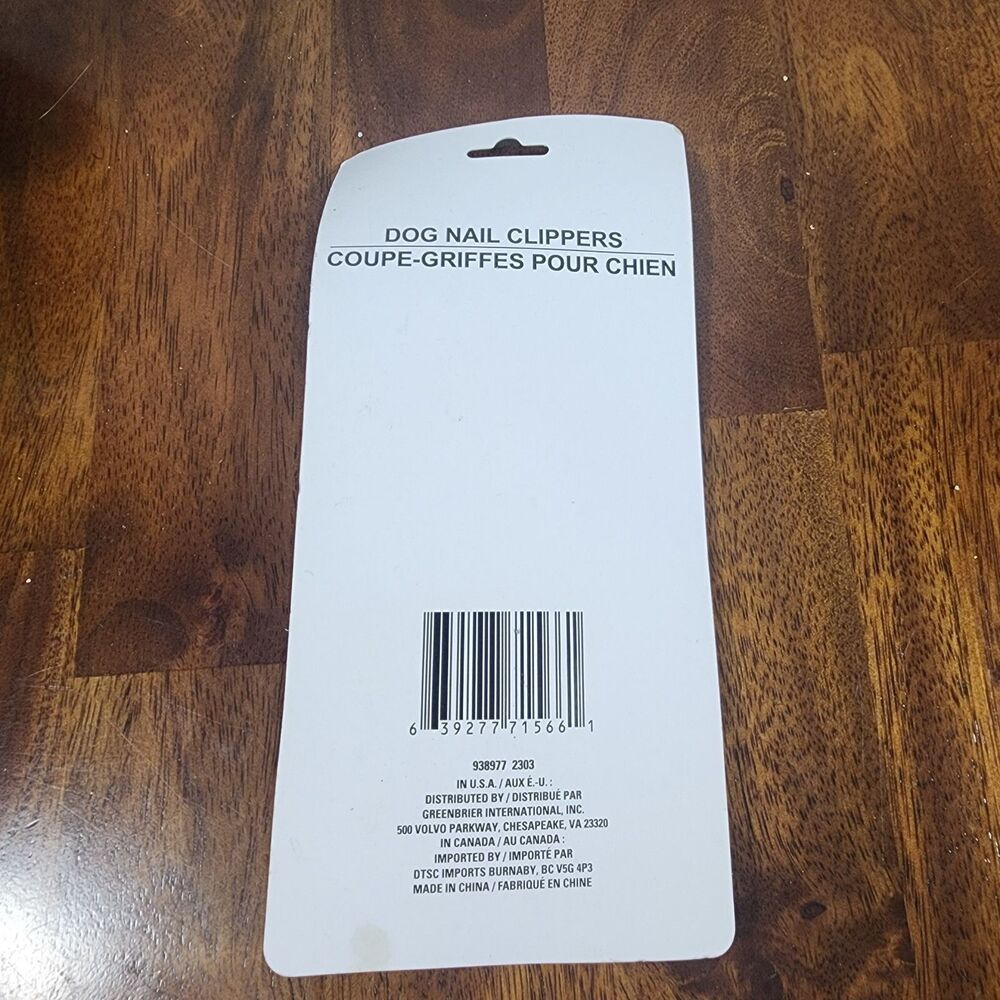 DOG NAIL CLIPPERS
COUPE-GRIFFES POUR CHIEN
6 39277 71566 1
938977 2303
IN U.S.A. / AUX É.-U. :
DISTRIBUTED BY / DISTRIBUÉ PAR
GREENBRIER INTERNATIONAL, INC.
500 VOLVO PARKWAY, CHESAPEAKE, VA 23320
IN CANADA / AU CANADA :
IMPORTED BY / IMPORTÉ PAR
DTSC IMPORTS BURNABY, BC V5G 4P3
MADE IN CHINA / FABRIQUÉ EN CHINE